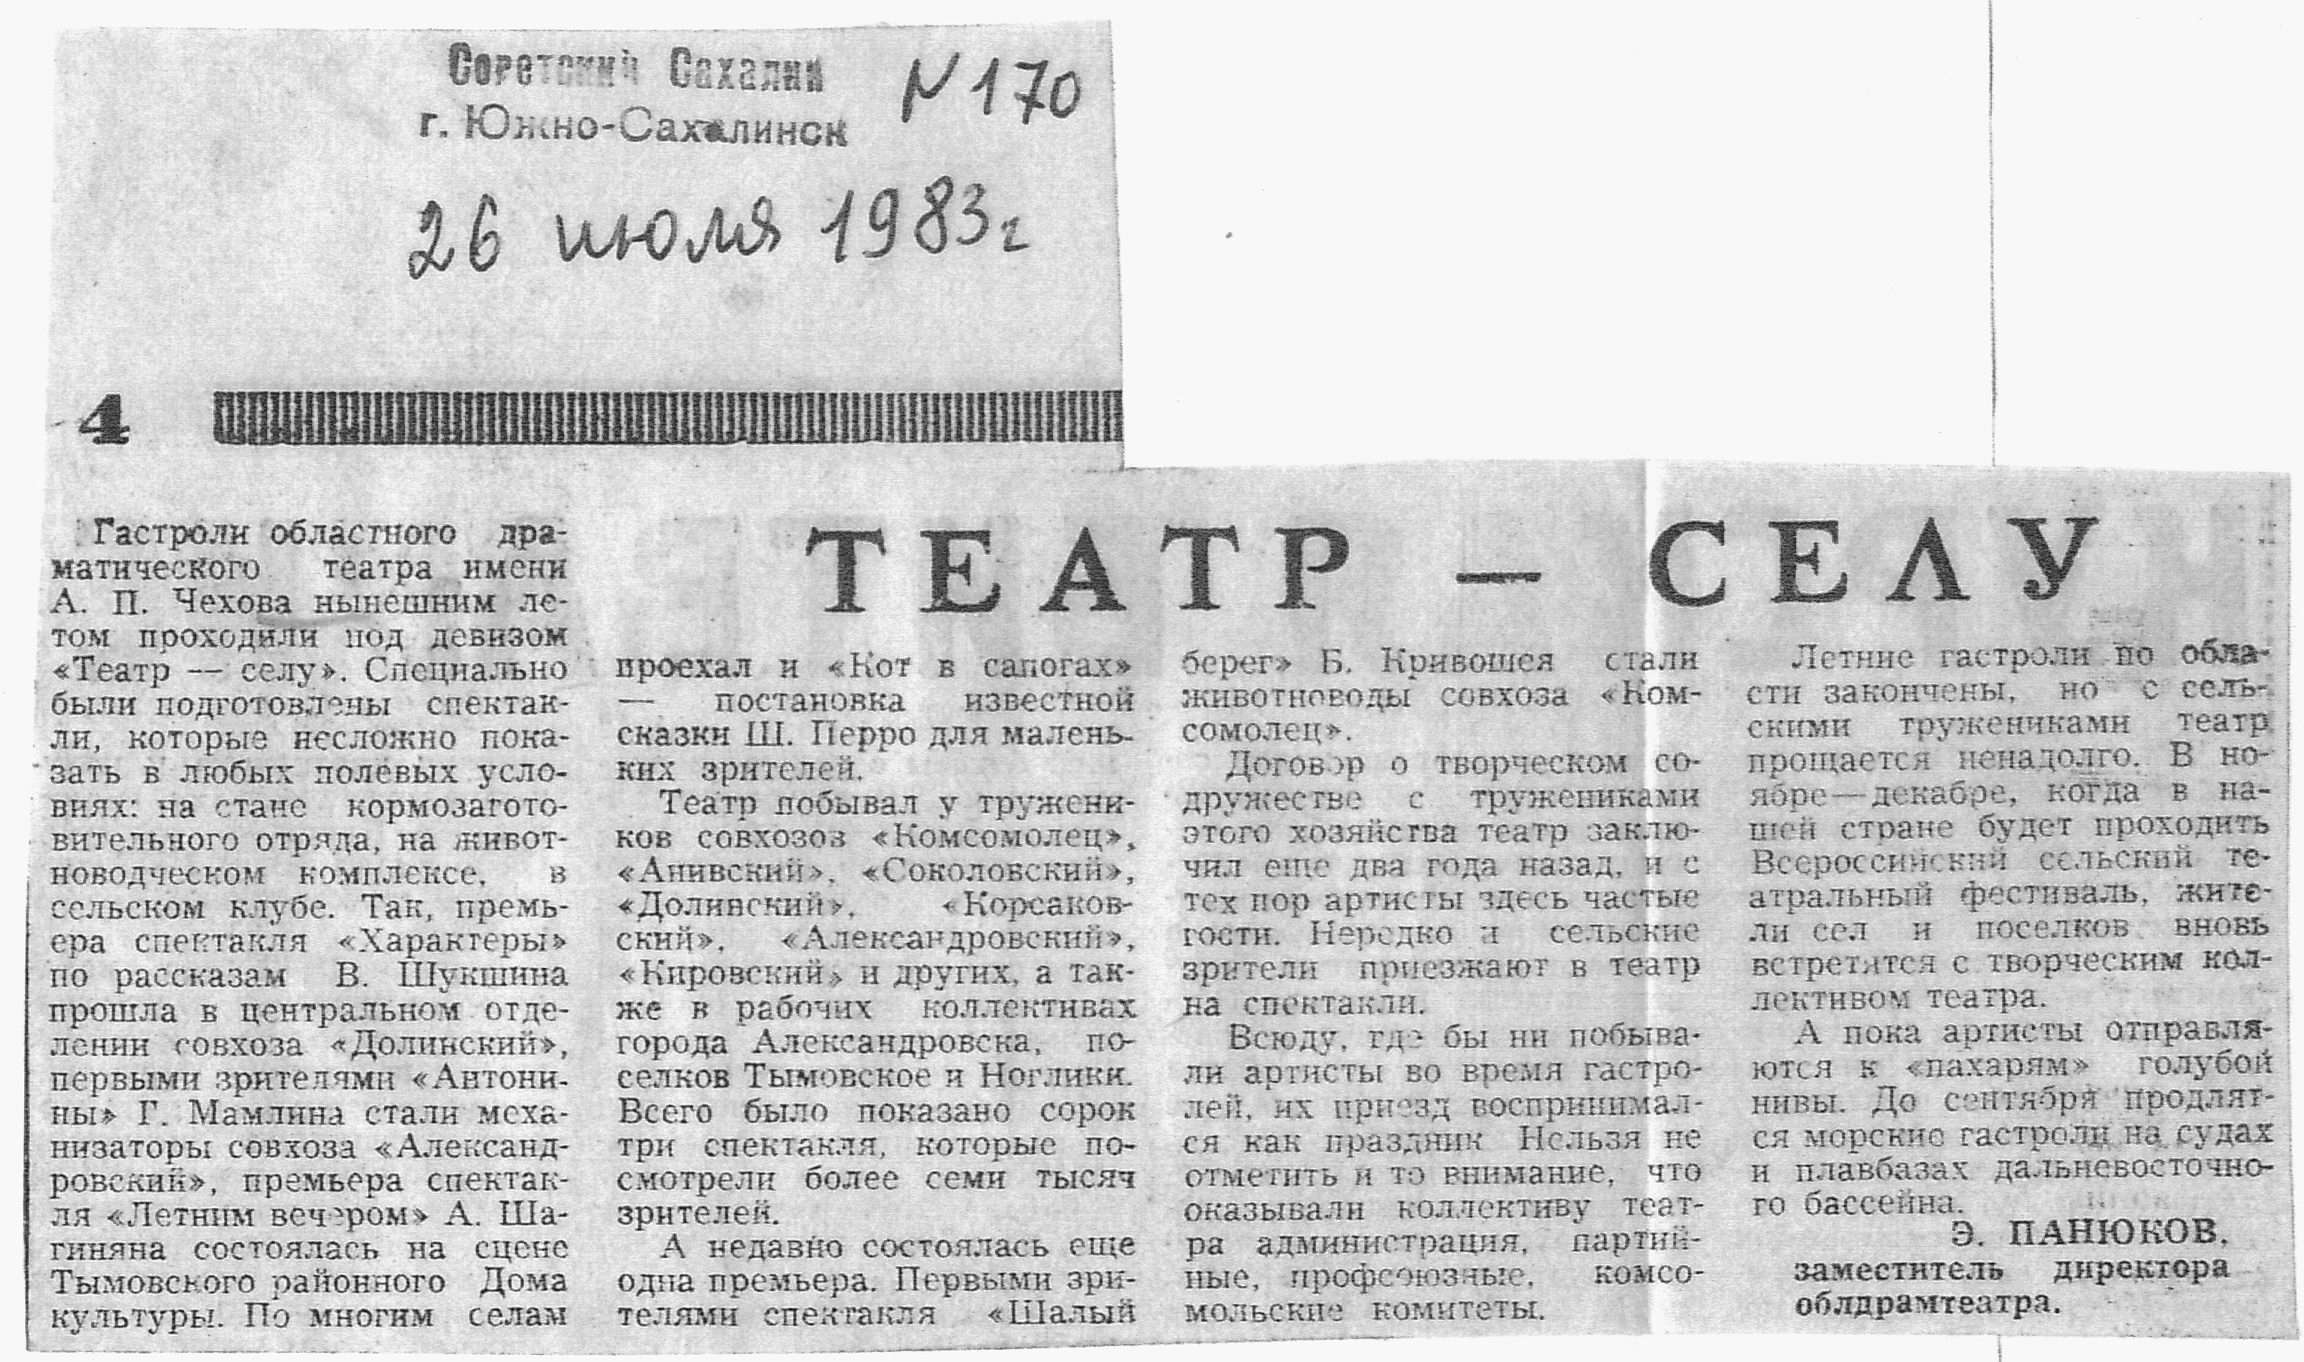 Советский Сахалин
г. Южно-Сахалинск
N 170
26 июля 1983г
4
ТЕАТР — СЕЛУ
Гастроли областного дра-
матического театра имени
А. П. Чехова нынешним ле-
том проходили под девизом
«Театр — селу». Специально
были подготовлены спектак-
ли, которые несложно пока-
зать в любых полевых усло-
виях: на стане кормозагото-
вительного отряда, на живот-
новодческом комплексе, в
сельском клубе. Так, премь-
ера спектакля «Характеры»
по рассказам В. Шукшина
прошла в центральном отде-
лении совхоза «Долинский»,
первыми зрителями «Антони-
ны» Г. Мамлина стали меха-
низаторы совхоза «Александ-
ровский», премьера спектак-
ля «Летним вечером» А. Ша-
гиняна состоялась на сцене
Тымовского районного Дома
культуры. По многим селам
проехал и «Кот в сапогах»
— постановка известной
сказки Ш. Перро для малень-
ких зрителей.
Театр побывал у тружени-
ков совхозов «Комсомолец»,
«Анивский», «Соколовский»,
«Долинский», «Корсаков-
ский», «Александровский»,
«Кировский» и других, а так-
же в рабочих коллективах
города Александровска, по-
селков Тымовское и Ноглики.
Всего было показано сорок
три спектакля, которые по-
смотрели более семи тысяч
зрителей.
А недавно состоялась еще
одна премьера. Первыми зри-
телями спектакля «Шалый
берег» Б. Кривошея стали
животноводы совхоза «Ком-
сомолец».
Договор о творческом со-
дружестве с тружениками
этого хозяйства театр заклю-
чил еще два года назад, и с
тех пор артисты здесь частые
гости. Нередко и сельские
зрители приезжают в театр
на спектакли.
Всюду, где бы ни побыва-
ли артисты во время гастро-
лей, их приезд воспринимал-
ся как праздник Нельзя не
отметить и то внимание, что
оказывали коллективу теат-
ра администрация, партий-
ные, профсоюзные, комсо-
мольские комитеты.
Летние гастроли по обла-
сти закончены, но с сель-
скими тружениками театр
прощается ненадолго. В но-
ябре—декабре, когда в на-
шей стране будет проходить
Всероссийский сельский те-
атральный фестиваль, жите-
ли сел и поселков вновь
встретятся с творческим кол-
лективом театра.
А пока артисты отправля-
ются к «пахарям» голубой
нивы. До сентября продлят-
ся морские гастроли на судах
и плавбазах дальневосточно-
го бассейна.
Э. ПАНЮКОВ,
заместитель директора
облдрамтеатра.